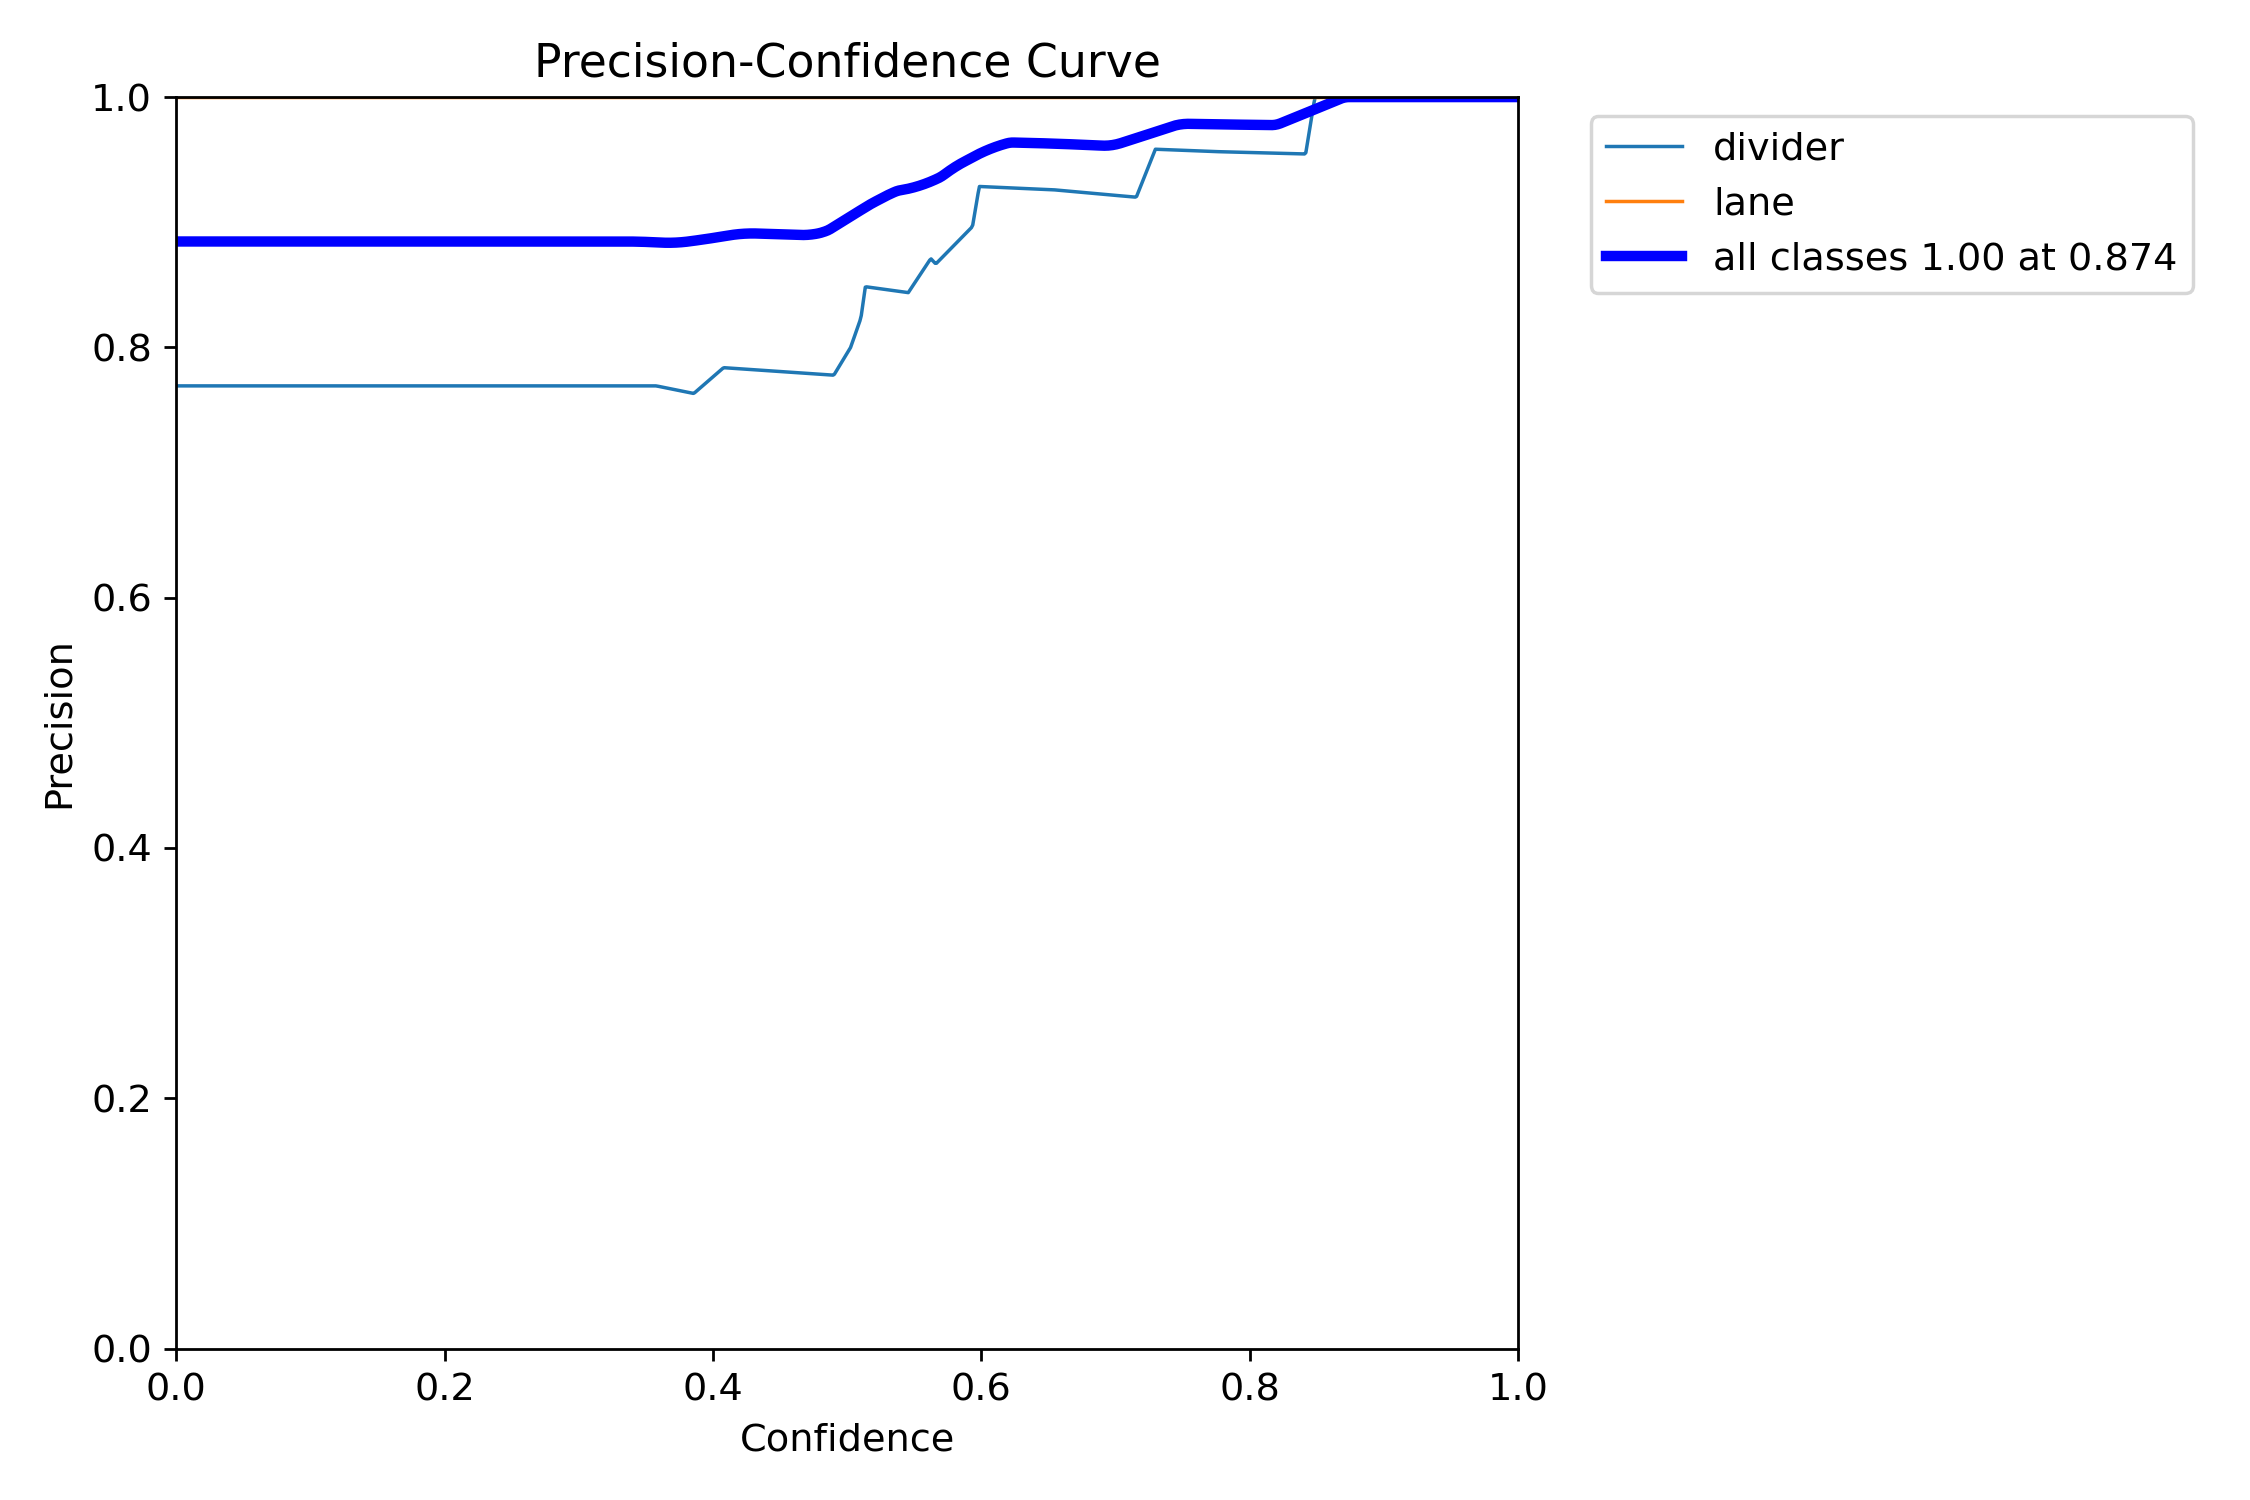 Precision-Confidence Curve
1.0
0.8
0.6
0.4
0.2
0.0
Precision
0.0 0.2 0.4 0.6 0.8 1.0
Confidence
divider
lane
all classes 1.00 at 0.874